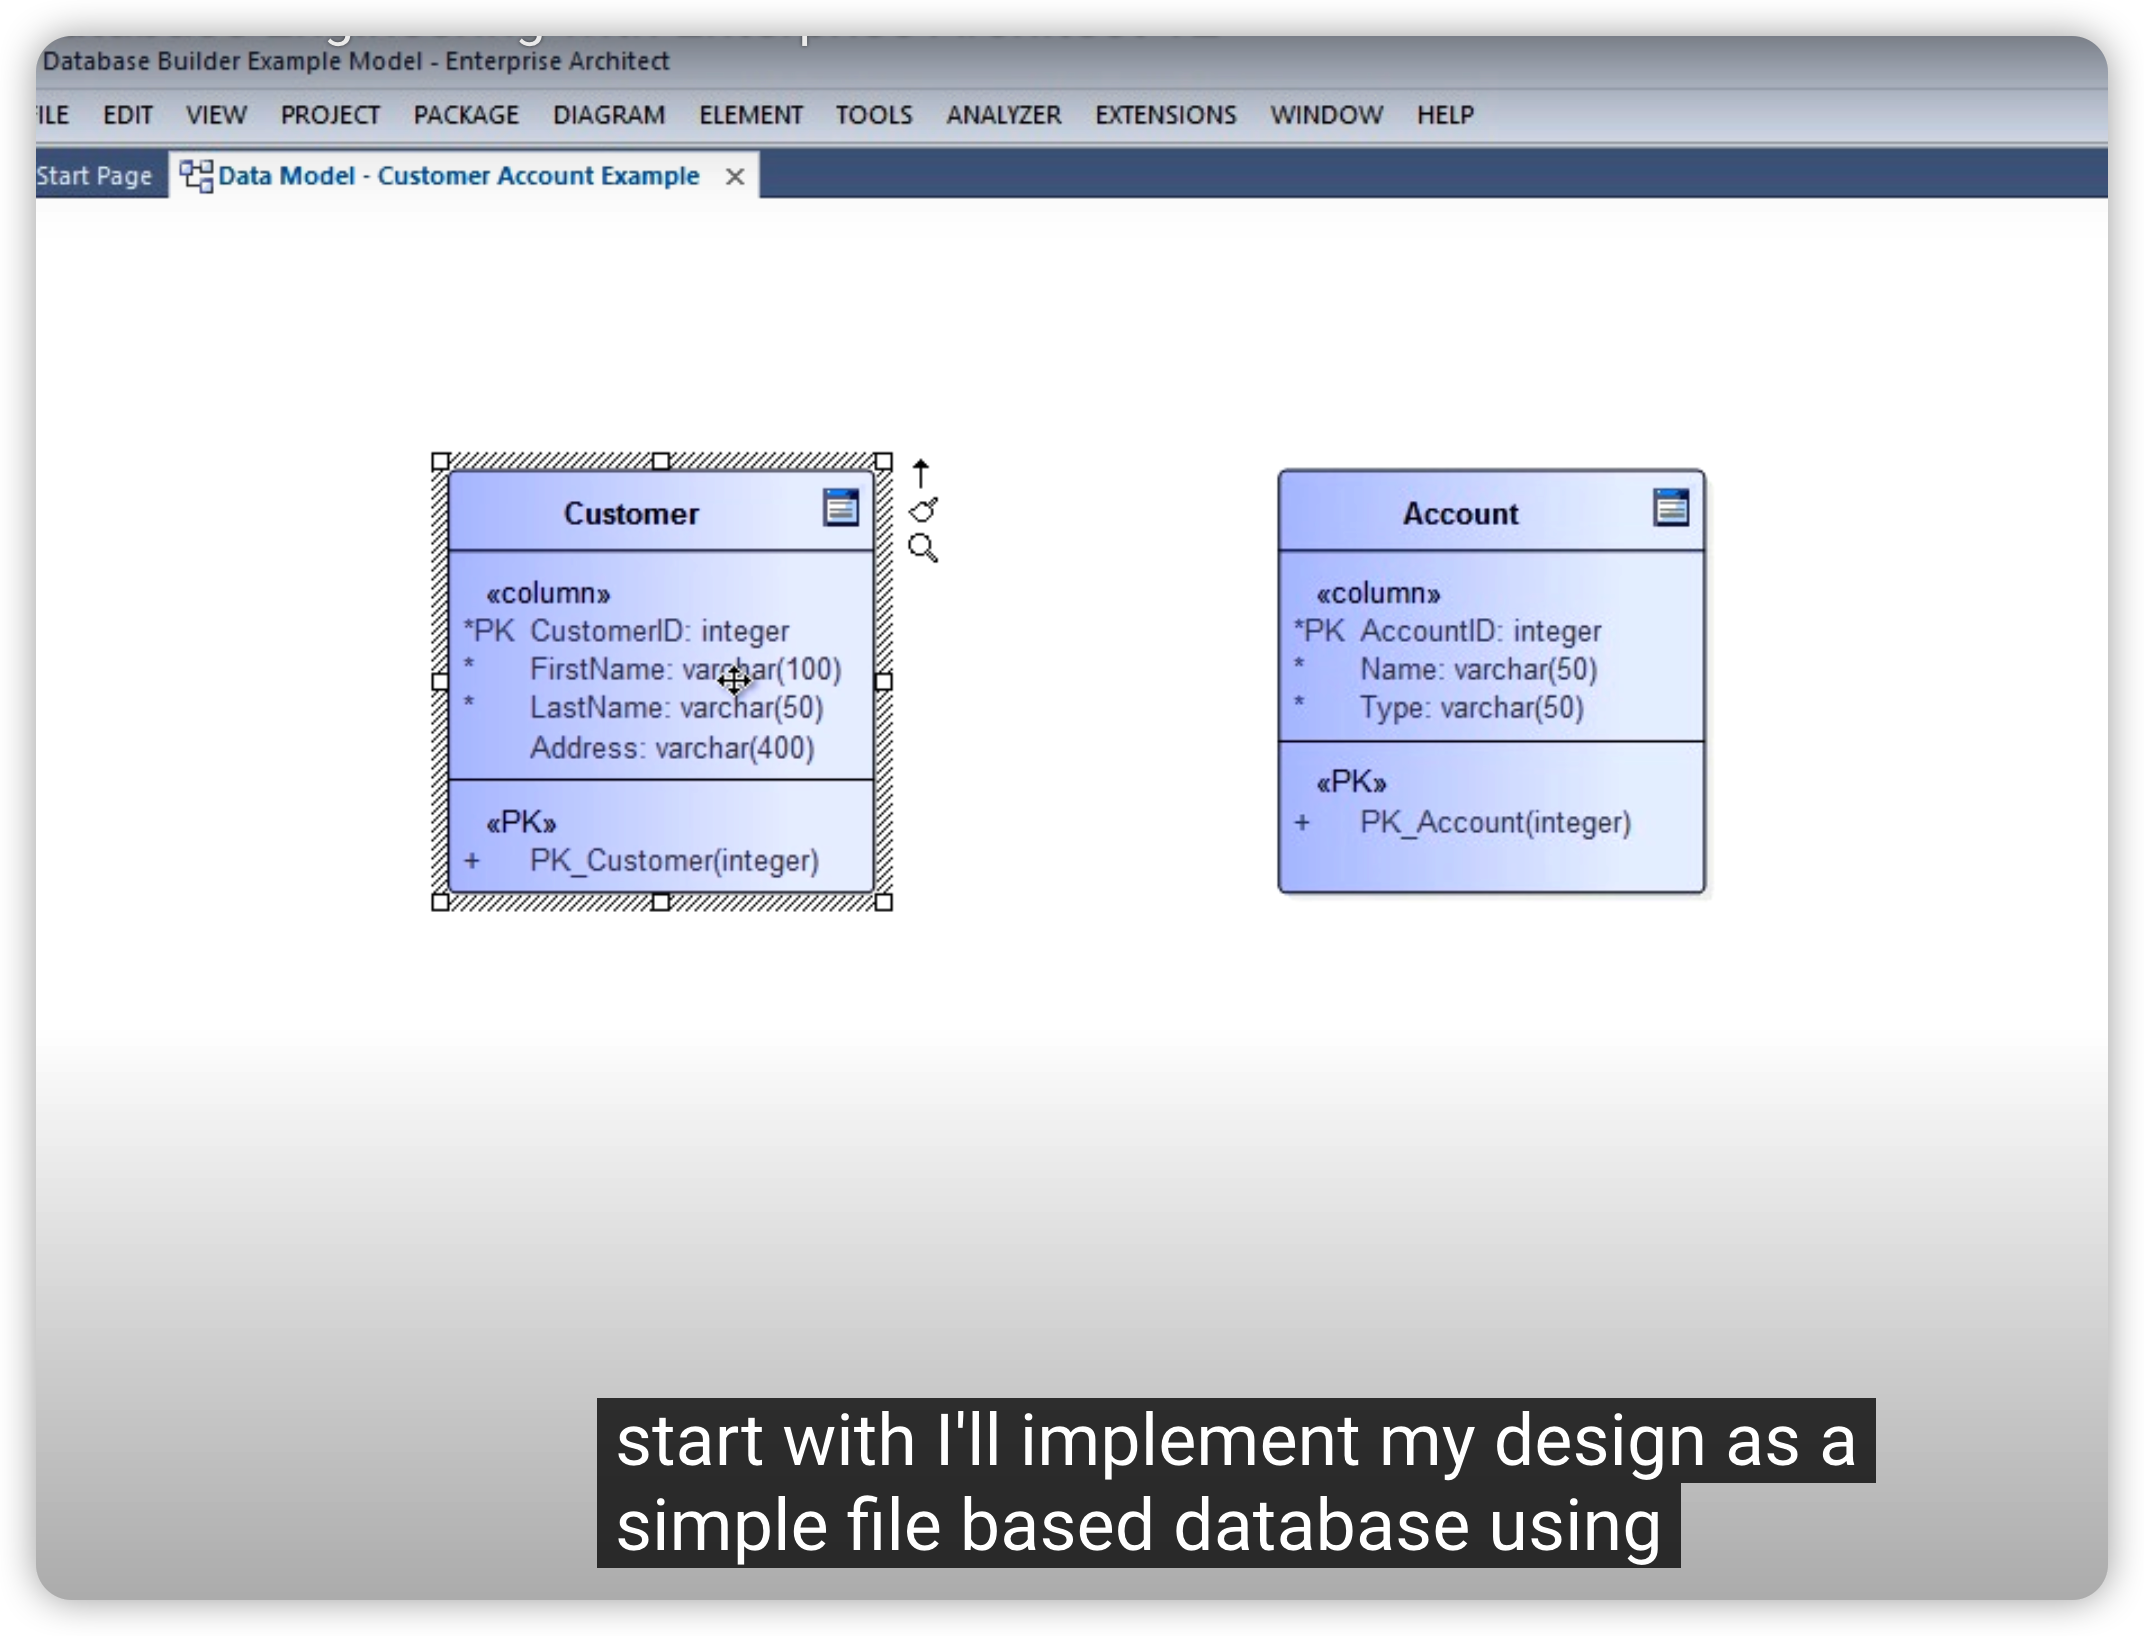 Database Builder Example Model - Enterprise Architect
ILE EDIT VIEW PROJECT PACKAGE DIAGRAM ELEMENT TOOLS ANALYZER EXTENSIONS WINDOW HELP
Start Page Data Model - Customer Account Example
Customer
«column»
*PK CustomerID: integer
* FirstName: varchar(100)
* LastName: varchar(50)
Address: varchar(400)
«PK»
+ PK_Customer(integer)
Account
«column»
*PK AccountID: integer
* Name: varchar(50)
* Type: varchar(50)
«PK»
+ PK_Account(integer)
start with I'll implement my design as a
simple file based database using